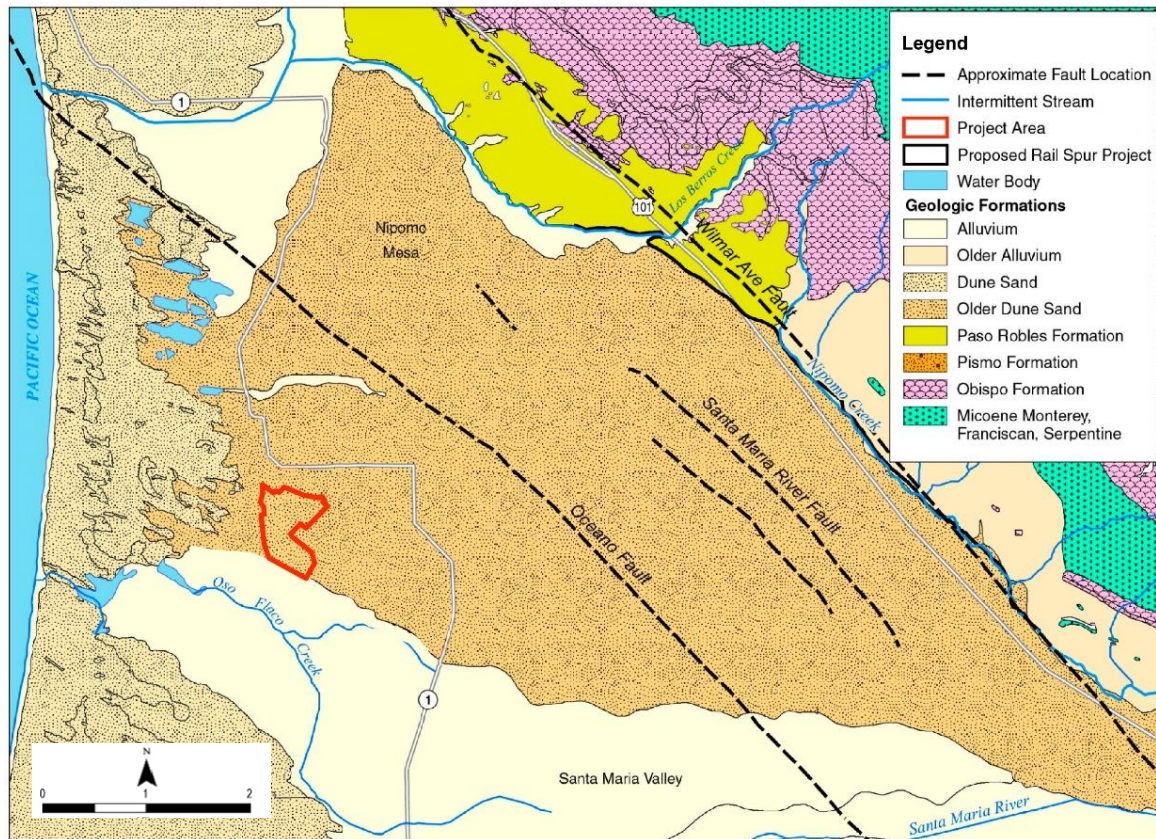 Legend
Approximate Fault Location
Intermittent Stream
Project Area
Proposed Rail Spur Project
Water Body
Geologic Formations
Alluvium
Older Alluvium
Dune Sand
Older Dune Sand
Paso Robles Formation
Pismo Formation
Obispo Formation
Micoene Monterey,
Franciscan, Serpentine
1
101
Los Berros Creek
Wilmar Ave Fault
Nipomo
Mesa
PACIFIC OCEAN
Nipomo Creek
Santa Maria River Fault
Oceano Fault
Oso Flaco Creek
1
Santa Maria Valley
Santa Maria River
N
0 1 2